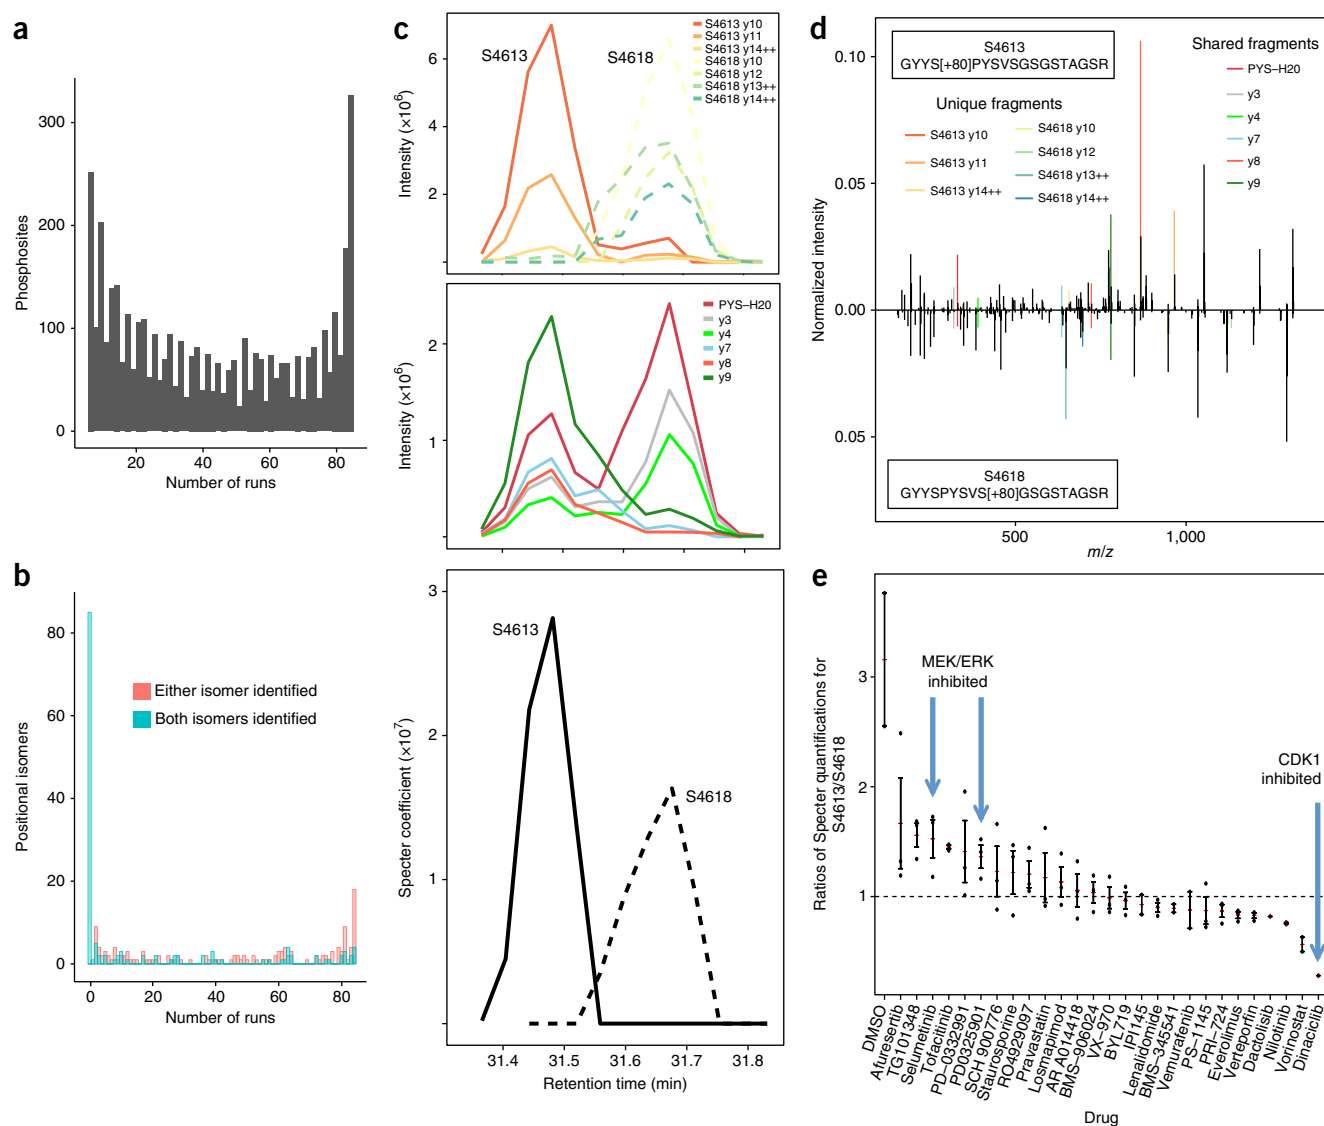 a
Phosphosites
300
200
100
0
20
40
60
80
Number of runs
b
Positional isomers
80
60
40
20
0
Either isomer identified
Both isomers identified
0
20
40
60
80
Number of runs
c
Intensity (×10⁶)
6
4
2
S4613
S4618
S4613 y10
S4613 y11
S4613 y14++
S4618 y10
S4618 y12
S4618 y13++
S4618 y14++
Intensity (×10⁶)
2
1
PYS–H20
y3
y4
y7
y8
y9
Specter coefficient (×10⁷)
3
2
1
S4613
S4618
31.4
31.5
31.6
31.7
31.8
Retention time (min)
d
Normalized intensity
0.10
0.05
0.00
0.05
S4613
GYYS[+80]PYSVSGSGSTAGSR
Unique fragments
S4613 y10
S4613 y11
S4613 y14++
S4618 y10
S4618 y12
S4618 y13++
S4618 y14++
Shared fragments
PYS–H20
y3
y4
y7
y8
y9
S4618
GYYSPYSVS[+80]GSGSTAGSR
500
1,000
m/z
e
Ratios of Specter quantifications for
S4613/S4618
3
2
1
MEK/ERK
inhibited
CDK1
inhibited
DMSO
Afuresertib
TG101348
Selumetinib
Tofacitinib
PD–0332991
PD0325901
SCH 900776
Staurosporine
RO4929097
Pravastatin
Losmapimod
AR A014418
BMS–906024
VX–970
BYL719
IPI145
Lenalidomide
BMS–345541
Vemurafenib
PS–1145
PRI–724
Everolimus
Verteporfin
Dactolisib
Nilotinib
Vorinostat
Dinaciclib
Drug